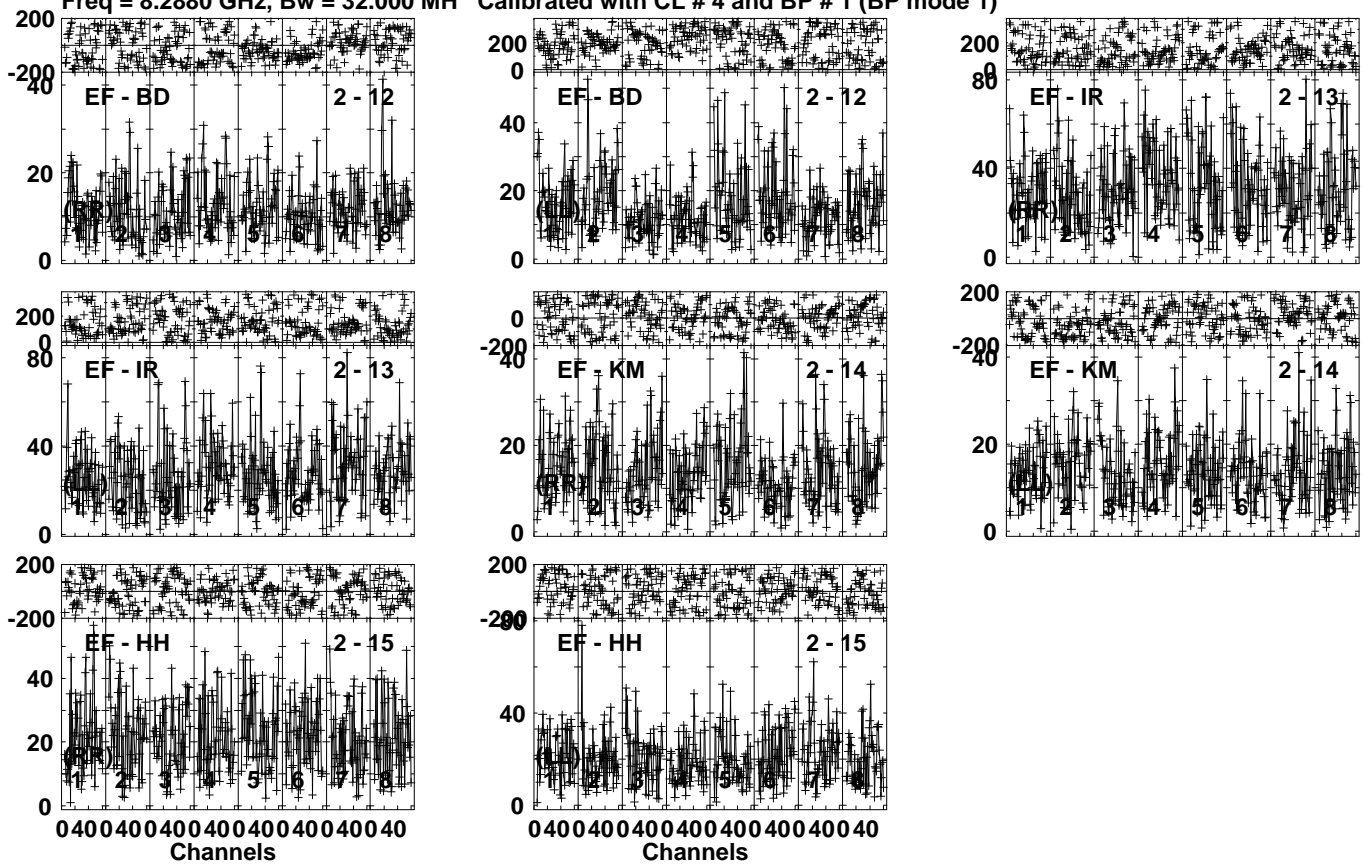 Freq = 8.2880 GHz, Bw = 32.000 MH Calibrated with CL # 4 and BP # 1 (BP mode 1)
200
-200
40
20
0
EF - BD 2 - 12
(RR)
1 2 3 4 5 6 7 8
200
0
40
20
0
EF - BD 2 - 12
(LL)
1 2 3 4 5 6 7 8
200
0
80
40
0
EF - IR 2 - 13
(RR)
1 2 3 4 5 6 7 8
200
0
80
40
0
EF - IR 2 - 13
(LL)
1 2 3 4 5 6 7 8
200
0
-200
40
20
0
EF - KM 2 - 14
(RR)
1 2 3 4 5 6 7 8
200
-200
40
20
0
EF - KM 2 - 14
(LL)
1 2 3 4 5 6 7 8
200
-200
40
20
0
EF - HH 2 - 15
(RR)
1 2 3 4 5 6 7 8
0 40 0 40 0 40 0 40 0 40 0 40 0 40 0 40
Channels
200
-200
80
40
0
EF - HH 2 - 15
(LL)
1 2 3 4 5 6 7 8
0 40 0 40 0 40 0 40 0 40 0 40 0 40 0 40
Channels